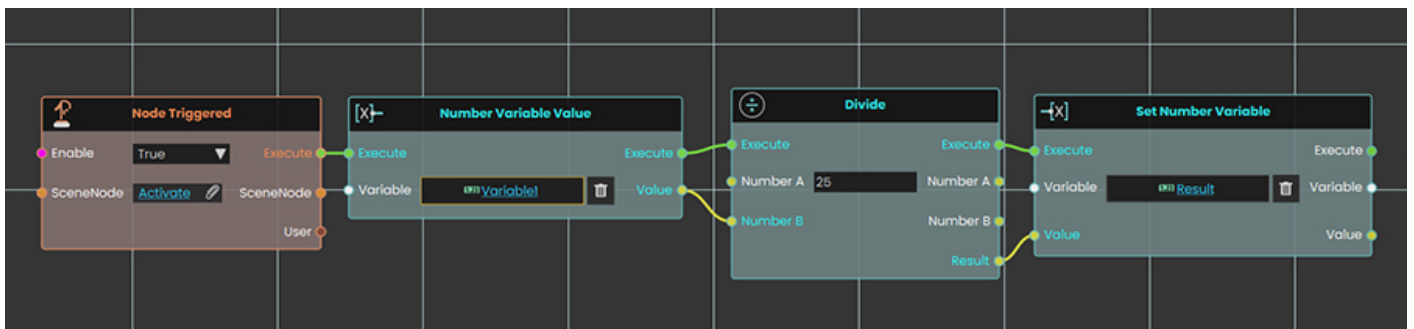 Node Triggered
Enable True Execute
SceneNode Activate SceneNode
User
[X] Number Variable Value
Execute Execute
Variable Variable1 Value
Divide
Execute Execute
Number A 25 Number A
Number B Number B
Result
[X] Set Number Variable
Execute Execute
Variable Result Variable
Value Value